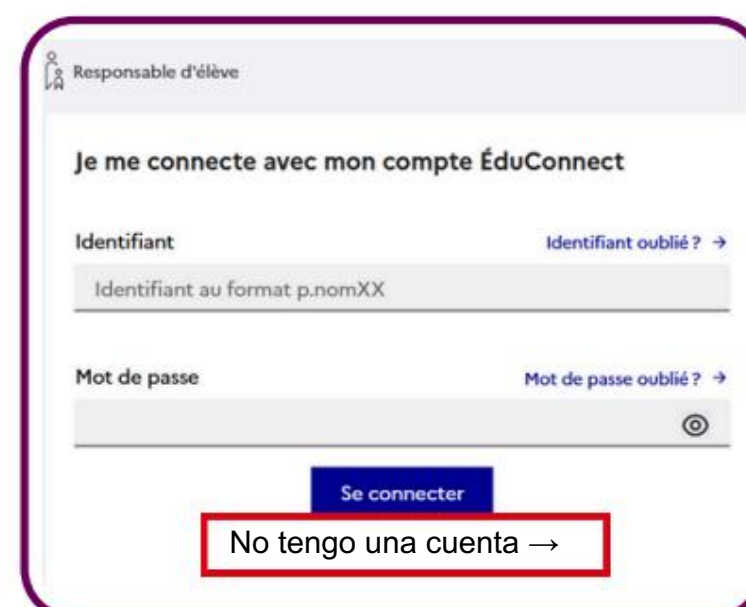 Responsable d'élève
Je me connecte avec mon compte ÉduConnect
Identifiant
Identifiant oublié ? →
Identifiant au format p.nomXX
Mot de passe
Mot de passe oublié ? →
Se connecter
No tengo una cuenta →